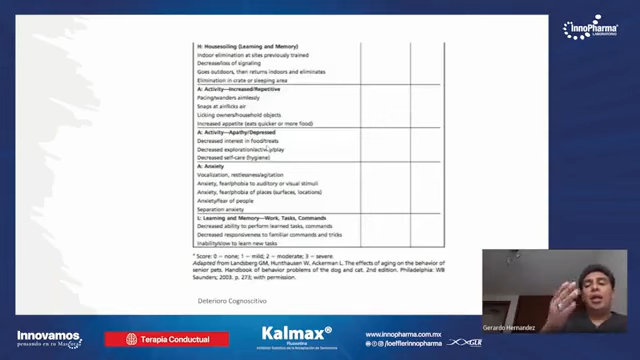 InnoPharma
LABORATORIO
H: Housesoiling (Learning and Memory)
Indoor elimination at sites previously trained
Decrease/loss of signaling
Goes outdoors, then returns indoors and eliminates
Elimination in crate or sleeping area
A: Activity—Increased/Repetitive
Pacing/wanders aimlessly
Snaps at air/licks air
Licking owners/household objects
Increased appetite (eats quicker or more food)
A: Activity—Apathy/Depressed
Decreased interest in food/treats
Decreased exploration/activity/play
Decreased self-care (hygiene)
A: Anxiety
Vocalization, restlessness/agitation
Anxiety, fear/phobia to auditory or visual stimuli
Anxiety, fear/phobia of places (surfaces, locations)
Anxiety/fear of people
Separation anxiety
L: Learning and Memory—Work, Tasks, Commands
Decreased ability to perform learned tasks, commands
Decreased responsiveness to familiar commands and tricks
Inability/slow to learn new tasks
Score: 0 = none; 1 = mild; 2 = moderate; 3 = severe.
Adapted from Landsberg GM, Hunthausen W, Ackerman L. The effects of aging on the behavior of
senior pets. Handbook of behavior problems of the dog and cat. 2nd edition. Philadelphia: WB
Saunders; 2003. p. 273; with permission.
Deterioro Cognoscitivo
Gerardo Hernandez
Innovamos
pensando en tu
Terapia Conductual
Kalmax®
Fluoxetina
www.innopharma.com.mx
/loefflerinnopharma